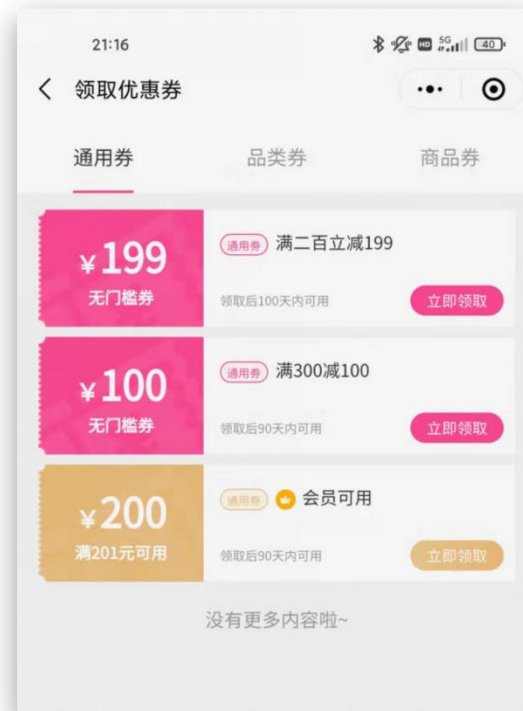 21:16
HD 5G 40
领取优惠券
通用券
品类券
商品券
¥199
无门槛券
通用券 满二百立减199
领取后100天内可用
立即领取
¥100
无门槛券
通用券 满300减100
领取后90天内可用
立即领取
¥200
满201元可用
通用券 会员可用
领取后90天内可用
立即领取
没有更多内容啦~